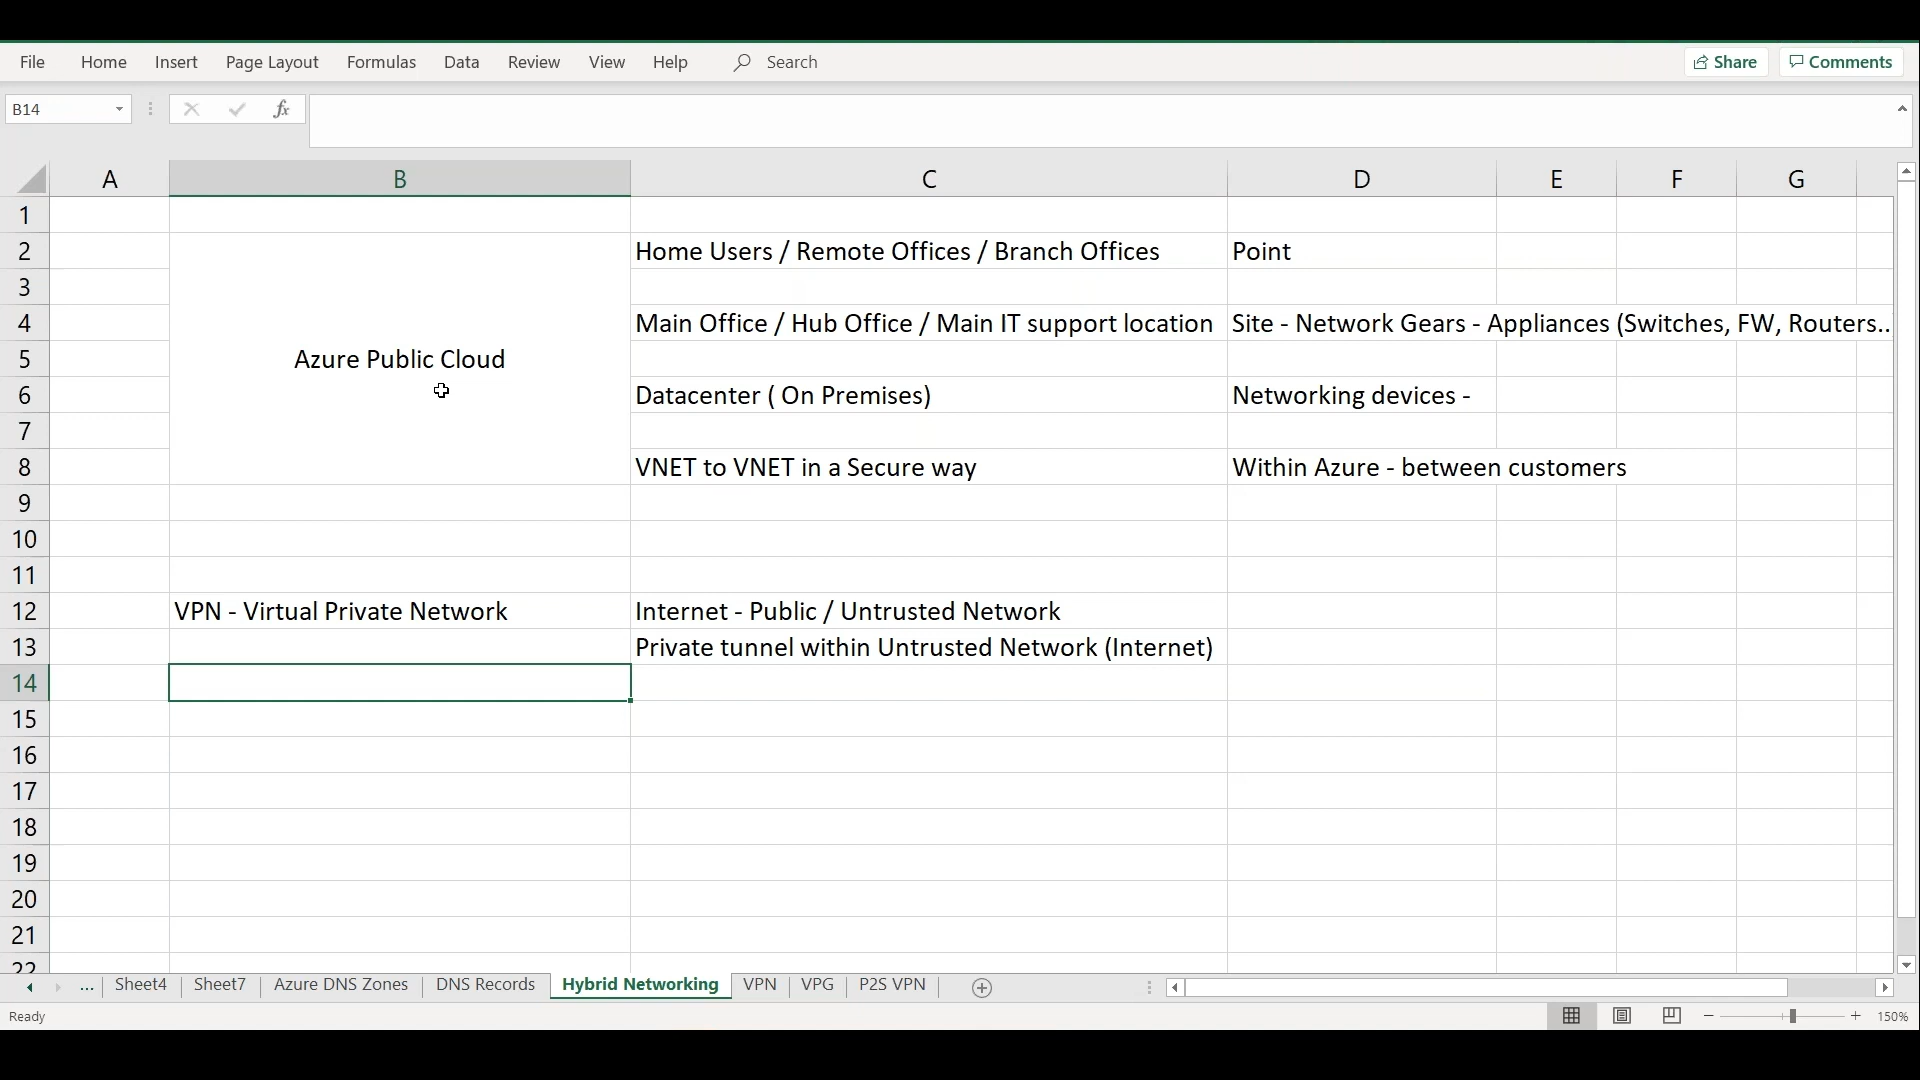 File Home Insert Page Layout Formulas Data Review View Help Search Share Comments
B14 fx
A B C D E F G
1
2 Home Users / Remote Offices / Branch Offices Point
3
4 Main Office / Hub Office / Main IT support location Site - Network Gears - Appliances (Switches, FW, Routers..
5 Azure Public Cloud
6 Datacenter ( On Premises) Networking devices -
7
8 VNET to VNET in a Secure way Within Azure - between customers
9
10
11
12 VPN - Virtual Private Network Internet - Public / Untrusted Network
13 Private tunnel within Untrusted Network (Internet)
14
15
16
17
18
19
20
21
22
... Sheet4 Sheet7 Azure DNS Zones DNS Records Hybrid Networking VPN VPG P2S VPN
Ready 150%